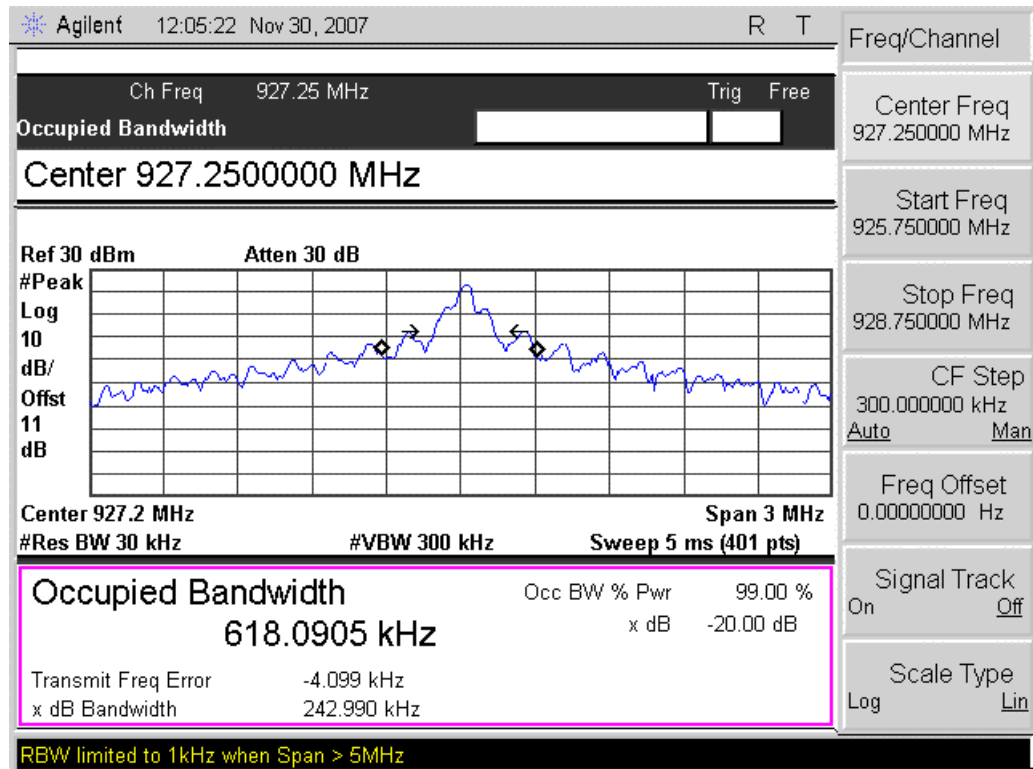 Agilent 12:05:22 Nov 30, 2007 R T
Ch Freq 927.25 MHz Trig Free
Occupied Bandwidth
Center 927.2500000 MHz
Ref 30 dBm Atten 30 dB
#Peak
Log
10
dB/
Offst
11
dB
Center 927.2 MHz Span 3 MHz
#Res BW 30 kHz #VBW 300 kHz Sweep 5 ms (401 pts)
Occupied Bandwidth
618.0905 kHz
Occ BW % Pwr 99.00 %
x dB -20.00 dB
Transmit Freq Error -4.099 kHz
x dB Bandwidth 242.990 kHz
RBW limited to 1kHz when Span > 5MHz
Freq/Channel
Center Freq
927.250000 MHz
Start Freq
925.750000 MHz
Stop Freq
928.750000 MHz
CF Step
300.000000 kHz
Auto Man
Freq Offset
0.00000000 Hz
Signal Track
On Off
Scale Type
Log Lin